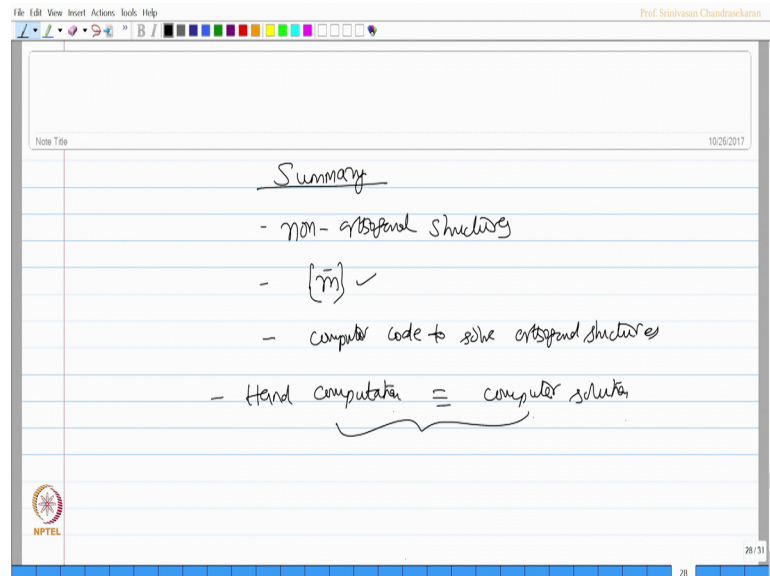 File Edit View Insert Actions Tools Help
Prof. Srinivasan Chandrasekaran
B I
Note Title
10/26/2017
Summary
- non-orthogonal structures
- {m̄} ✓
- computer code to solve orthogonal structures
- Hand computation ≡ computer solution
NPTEL
28/31
28